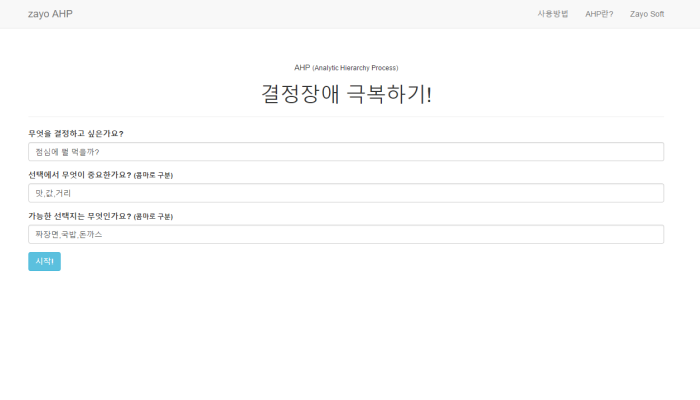 zayo AHP
사용방법 AHP란? Zayo Soft
AHP (Analytic Hierarchy Process)
결정장애 극복하기!
무엇을 결정하고 싶은가요?
점심에 뭘 먹을까?
선택에서 무엇이 중요한가요? (콤마로 구분)
맛,값,거리
가능한 선택지는 무엇인가요? (콤마로 구분)
짜장면,국밥,돈까스
시작!